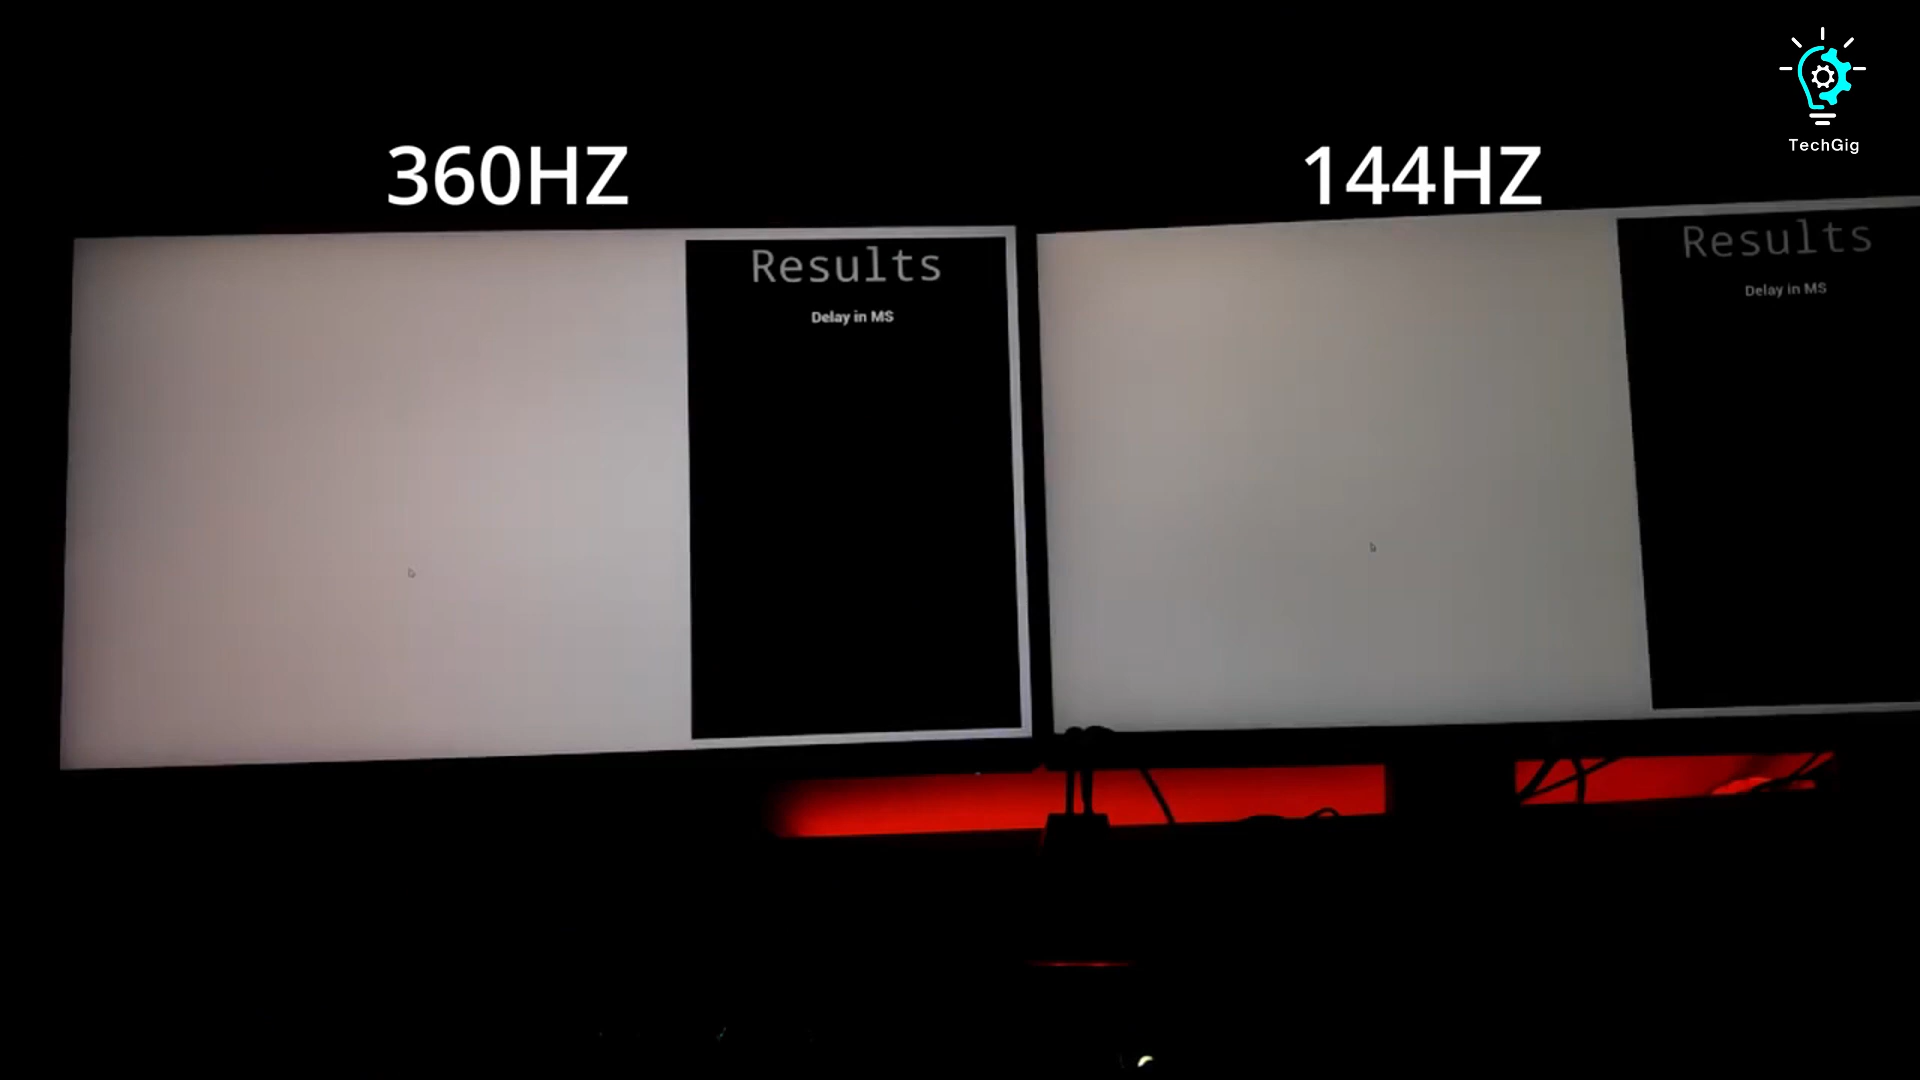 TechGig
360HZ
144HZ
Results
Delay in MS
Results
Delay in MS